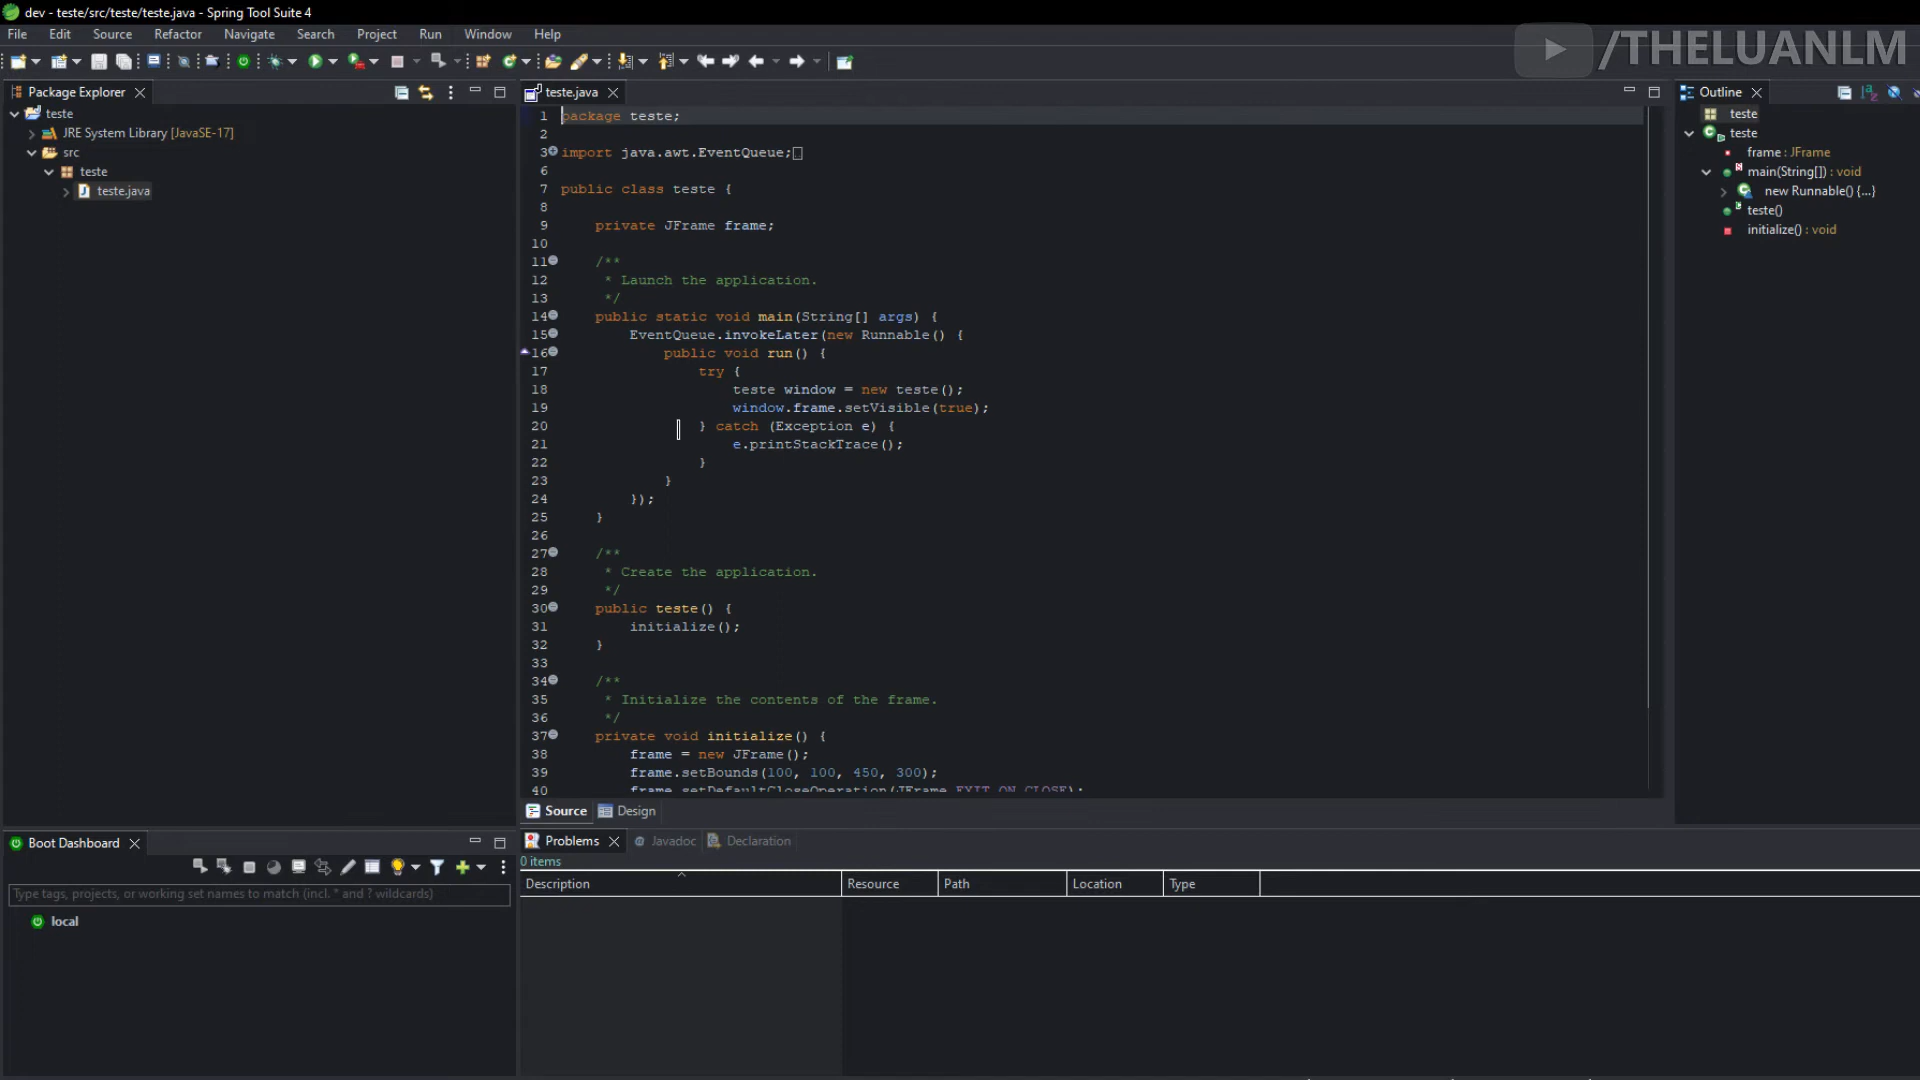 dev - teste/src/teste/teste.java - Spring Tool Suite 4
File Edit Source Refactor Navigate Search Project Run Window Help
/THELUANLM
Package Explorer
teste
JRE System Library [JavaSE-17]
src
teste
teste.java
teste.java
1 package teste;
2
3 import java.awt.EventQueue;
6
7 public class teste {
8
9 private JFrame frame;
10
11 /**
12 * Launch the application.
13 */
14 public static void main(String[] args) {
15 EventQueue.invokeLater(new Runnable() {
16 public void run() {
17 try {
18 teste window = new teste();
19 window.frame.setVisible(true);
20 } catch (Exception e) {
21 e.printStackTrace();
22 }
23 }
24 });
25 }
26
27 /**
28 * Create the application.
29 */
30 public teste() {
31 initialize();
32 }
33
34 /**
35 * Initialize the contents of the frame.
36 */
37 private void initialize() {
38 frame = new JFrame();
39 frame.setBounds(100, 100, 450, 300);
40 frame.setDefaultCloseOperation(JFrame.EXIT_ON_CLOSE);
Source Design
Outline
teste
teste
frame : JFrame
main(String[]) : void
new Runnable() {...}
teste()
initialize() : void
Boot Dashboard
Type tags, projects, or working set names to match (incl. * and ? wildcards)
local
Problems Javadoc Declaration
0 items
Description Resource Path Location Type